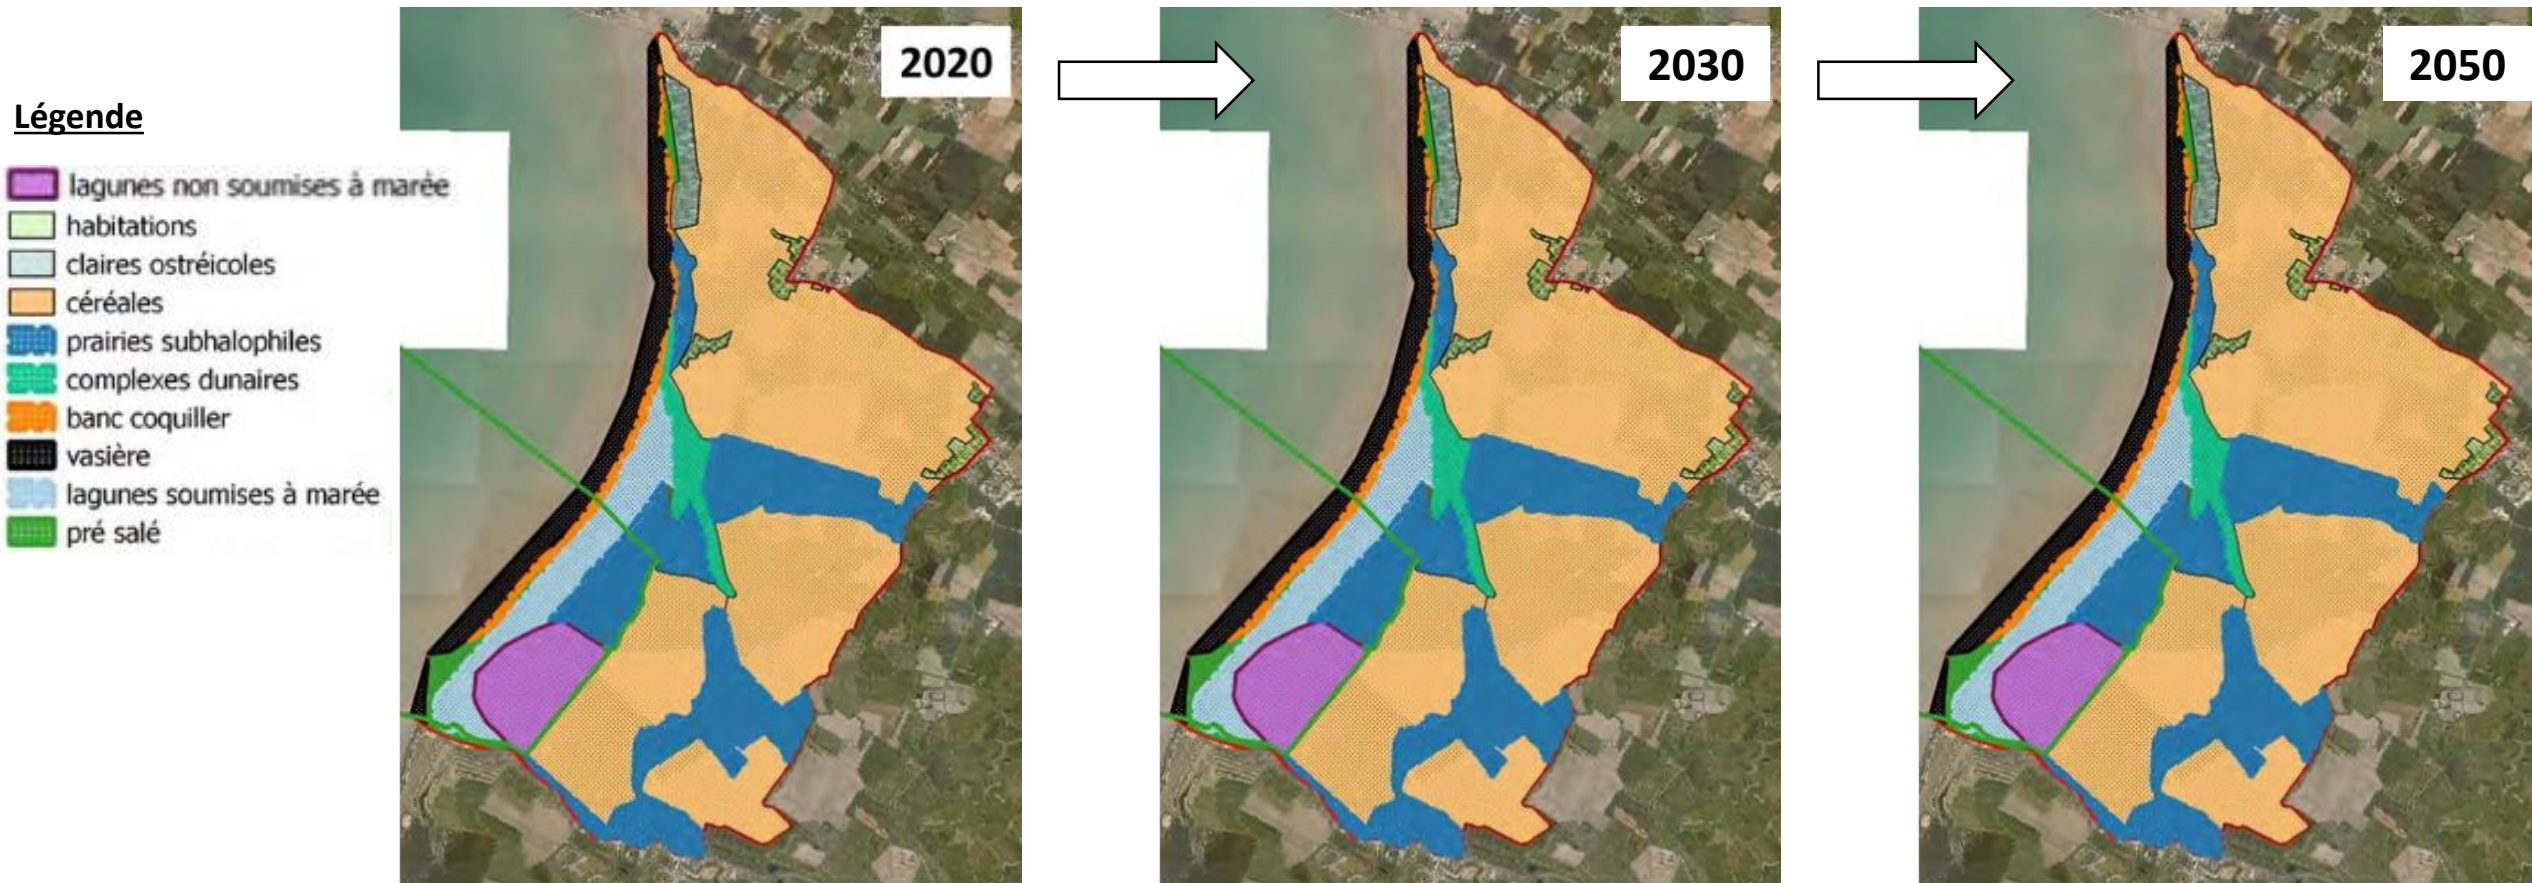 Légende
lagunes non soumises à marée
habitations
claires ostréicoles
céréales
prairies subhalophiles
complexes dunaires
banc coquiller
vasière
lagunes soumises à marée
pré salé
2020
2030
2050